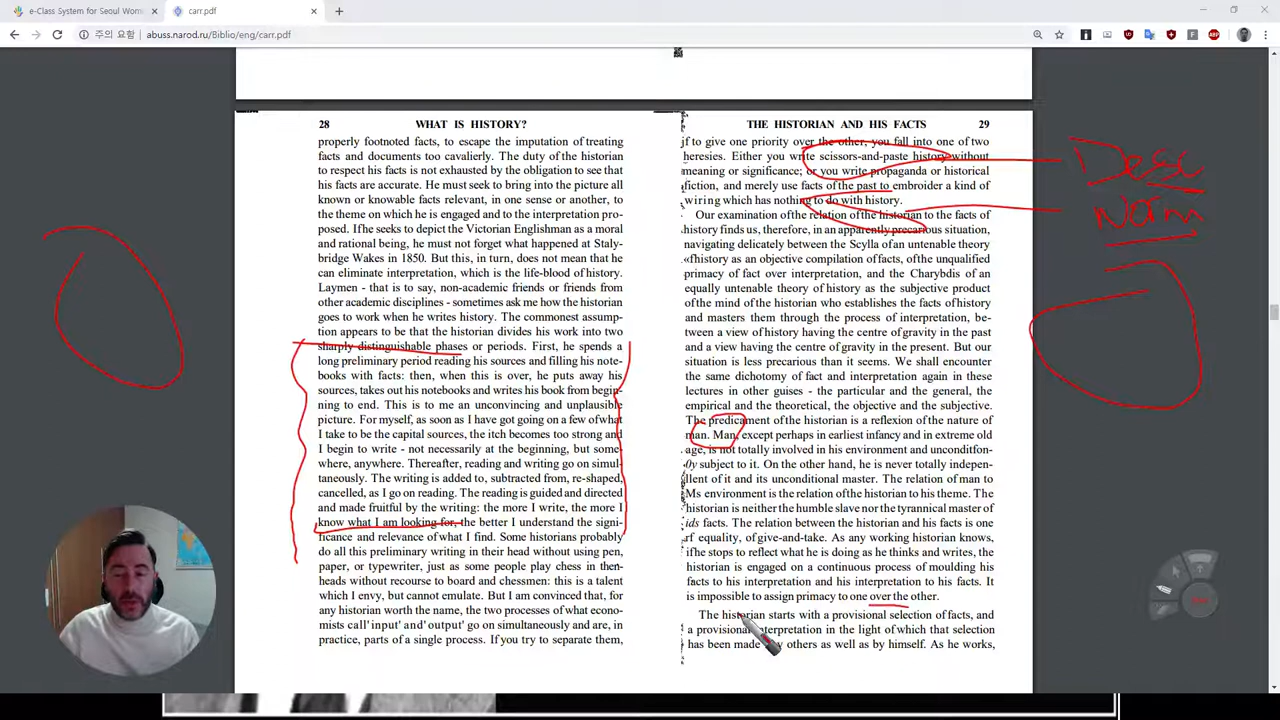 e-Class System for Seoul Wom
carr.pdf
주의 요함
abuss.narod.ru/Biblio/eng/carr.pdf
28 WHAT IS HISTORY?
properly footnoted facts, to escape the imputation of treating
facts and documents too cavalierly. The duty of the historian
to respect his facts is not exhausted by the obligation to see that
his facts are accurate. He must seek to bring into the picture all
known or knowable facts relevant, in one sense or another, to
the theme on which he is engaged and to the interpretation pro-
posed. Ifhe seeks to depict the Victorian Englishman as a moral
and rational being, he must not forget what happened at Staly-
bridge Wakes in 1850. But this, in turn, does not mean that he
can eliminate interpretation, which is the life-blood of history.
Laymen - that is to say, non-academic friends or friends from
other academic disciplines - sometimes ask me how the historian
goes to work when he writes history. The commonest assump-
tion appears to be that the historian divides his work into two
sharply distinguishable phases or periods. First, he spends a
long preliminary period reading his sources and filling his note-
books with facts: then, when this is over, he puts away his
sources, takes out his notebooks and writes his book from begin-
ning to end. This is to me an unconvincing and unplausible
picture. For myself, as soon as I have got going on a few ofwhat
I take to be the capital sources, the itch becomes too strong and
I begin to write - not necessarily at the beginning, but some-
where, anywhere. Thereafter, reading and writing go on simul-
taneously. The writing is added to, subtracted from, re-shaped,
cancelled, as I go on reading. The reading is guided and directed
and made fruitful by the writing: the more I write, the more I
know what I am looking for, the better I understand the signi-
ficance and relevance of what I find. Some historians probably
do all this preliminary writing in their head without using pen,
paper, or typewriter, just as some people play chess in then-
heads without recourse to board and chessmen: this is a talent
which I envy, but cannot emulate. But I am convinced that, for
any historian worth the name, the two processes of what econo-
mists call 'input' and 'output' go on simultaneously and are, in
practice, parts of a single process. If you try to separate them,
THE HISTORIAN AND HIS FACTS 29
if to give one priority over the other, you fall into one of two
heresies. Either you write scissors-and-paste history without
meaning or significance; or you write propaganda or historical
fiction, and merely use facts of the past to embroider a kind of
wiring which has nothing to do with history.
Our examination of the relation of the historian to the facts of
history finds us, therefore, in an apparently precarious situation,
navigating delicately between the Scylla of an untenable theory
«fhistory as an objective compilation of facts, of the unqualified
primacy of fact over interpretation, and the Charybdis of an
equally untenable theory of history as the subjective product
of the mind of the historian who establishes the facts of history
and masters them through the process of interpretation, be-
tween a view of history having the centre of gravity in the past
and a view having the centre of gravity in the present. But our
situation is less precarious than it seems. We shall encounter
the same dichotomy of fact and interpretation again in these
lectures in other guises - the particular and the general, the
empirical and the theoretical, the objective and the subjective.
The predicament of the historian is a reflexion of the nature of
man. Man, except perhaps in earliest infancy and in extreme old
age, is not totally involved in his environment and unconditfon-
0y subject to it. On the other hand, he is never totally indepen-
llent of it and its unconditional master. The relation of man to
Ms environment is the relation of the historian to his theme. The
historian is neither the humble slave nor the tyrannical master of
ids facts. The relation between the historian and his facts is one
rf equality, of give-and-take. As any working historian knows,
ifhe stops to reflect what he is doing as he thinks and writes, the
historian is engaged on a continuous process of moulding his
facts to his interpretation and his interpretation to his facts. It
is impossible to assign primacy to one over the other.
The historian starts with a provisional selection of facts, and
a provisional interpretation in the light of which that selection
has been made by others as well as by himself. As he works,
Desc
Norm